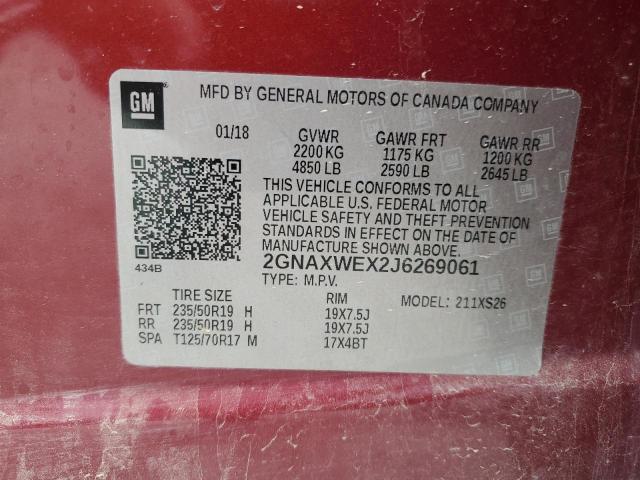 GM
MFD BY GENERAL MOTORS OF CANADA COMPANY
01/18 GVWR GAWR FRT GAWR RR
2200 KG 1175 KG 1200 KG
4850 LB 2590 LB 2645 LB
THIS VEHICLE CONFORMS TO ALL
APPLICABLE U.S. FEDERAL MOTOR
VEHICLE SAFETY AND THEFT PREVENTION
STANDARDS IN EFFECT ON THE DATE OF
MANUFACTURE SHOWN ABOVE.
434B 2GNAXWEX2J6269061
TYPE: M.P.V.
TIRE SIZE RIM MODEL: 211XS26
FRT 235/50R19 H 19X7.5J
RR 235/50R19 H 19X7.5J
SPA T125/70R17 M 17X4BT